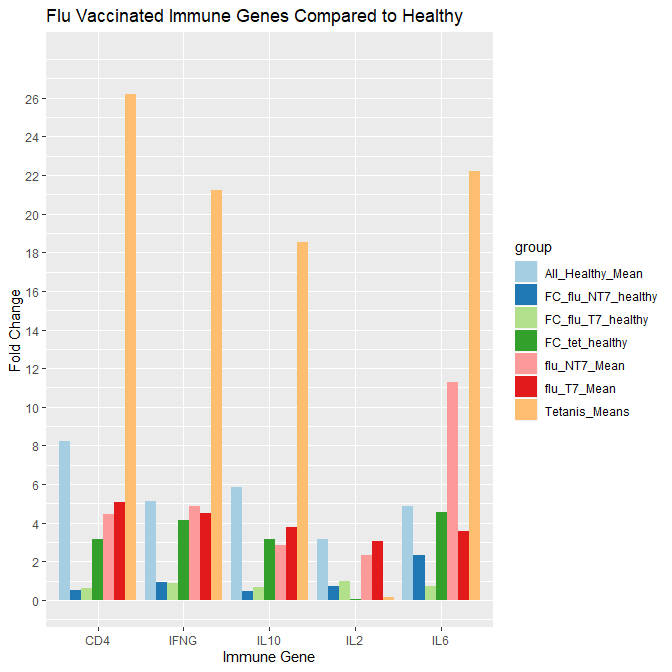 Flu Vaccinated Immune Genes Compared to Healthy
26
24
22
20
18
16
14
12
10
8
6
4
2
0
Fold Change
CD4
IFNG
IL10
IL2
IL6
Immune Gene
group
All_Healthy_Mean
FC_flu_NT7_healthy
FC_flu_T7_healthy
FC_tet_healthy
flu_NT7_Mean
flu_T7_Mean
Tetanis_Means